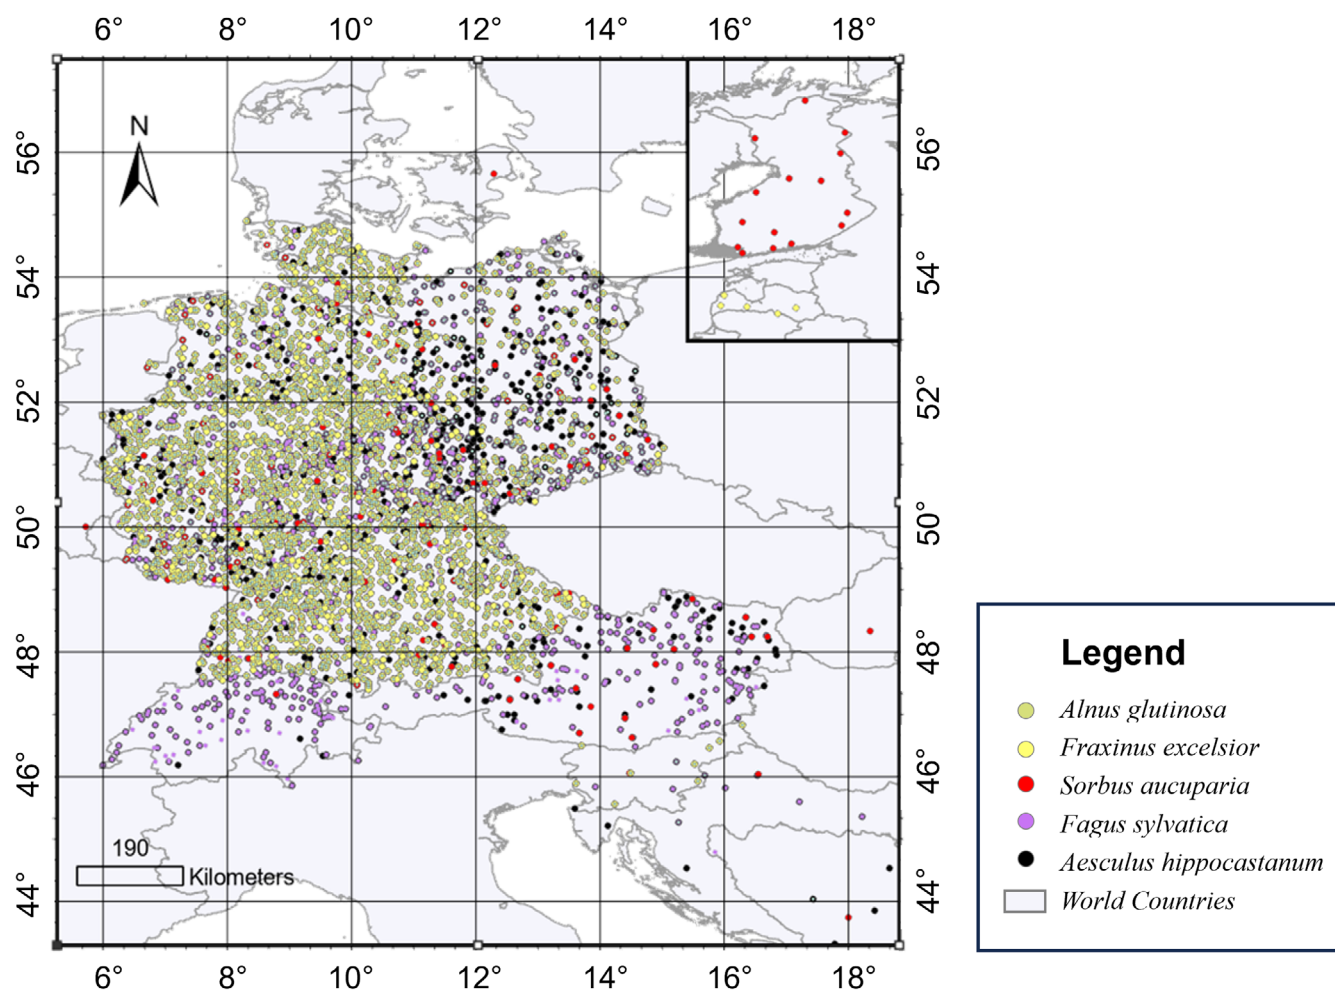 6° 8° 10° 12° 14° 16° 18°
N
56° 56°
54° 54°
52° 52°
50° 50°
48° 48°
46° 46°
44° 44°
190
Kilometers
6° 8° 10° 12° 14° 16° 18°
Legend
Alnus glutinosa
Fraxinus excelsior
Sorbus aucuparia
Fagus sylvatica
Aesculus hippocastanum
World Countries